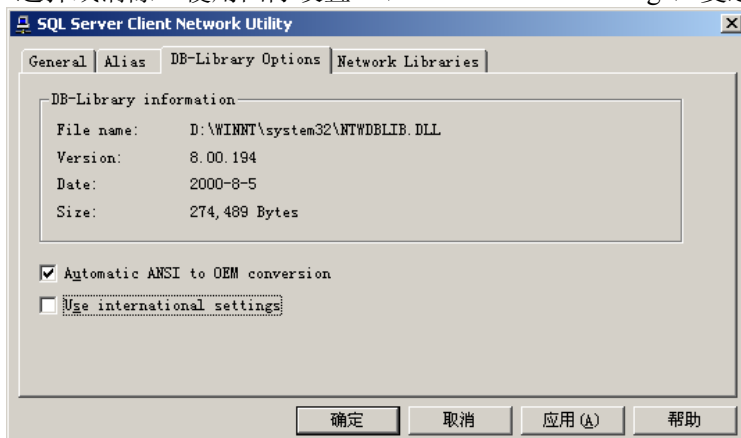 SQL Server Client Network Utility
General Alias DB-Library Options Network Libraries
DB-Library information
File name: D:\WINNT\system32\NTWDBLIB.DLL
Version: 8.00.194
Date: 2000-8-5
Size: 274,489 Bytes
Automatic ANSI to OEM conversion
Use international settings
确定 取消 应用(A) 帮助